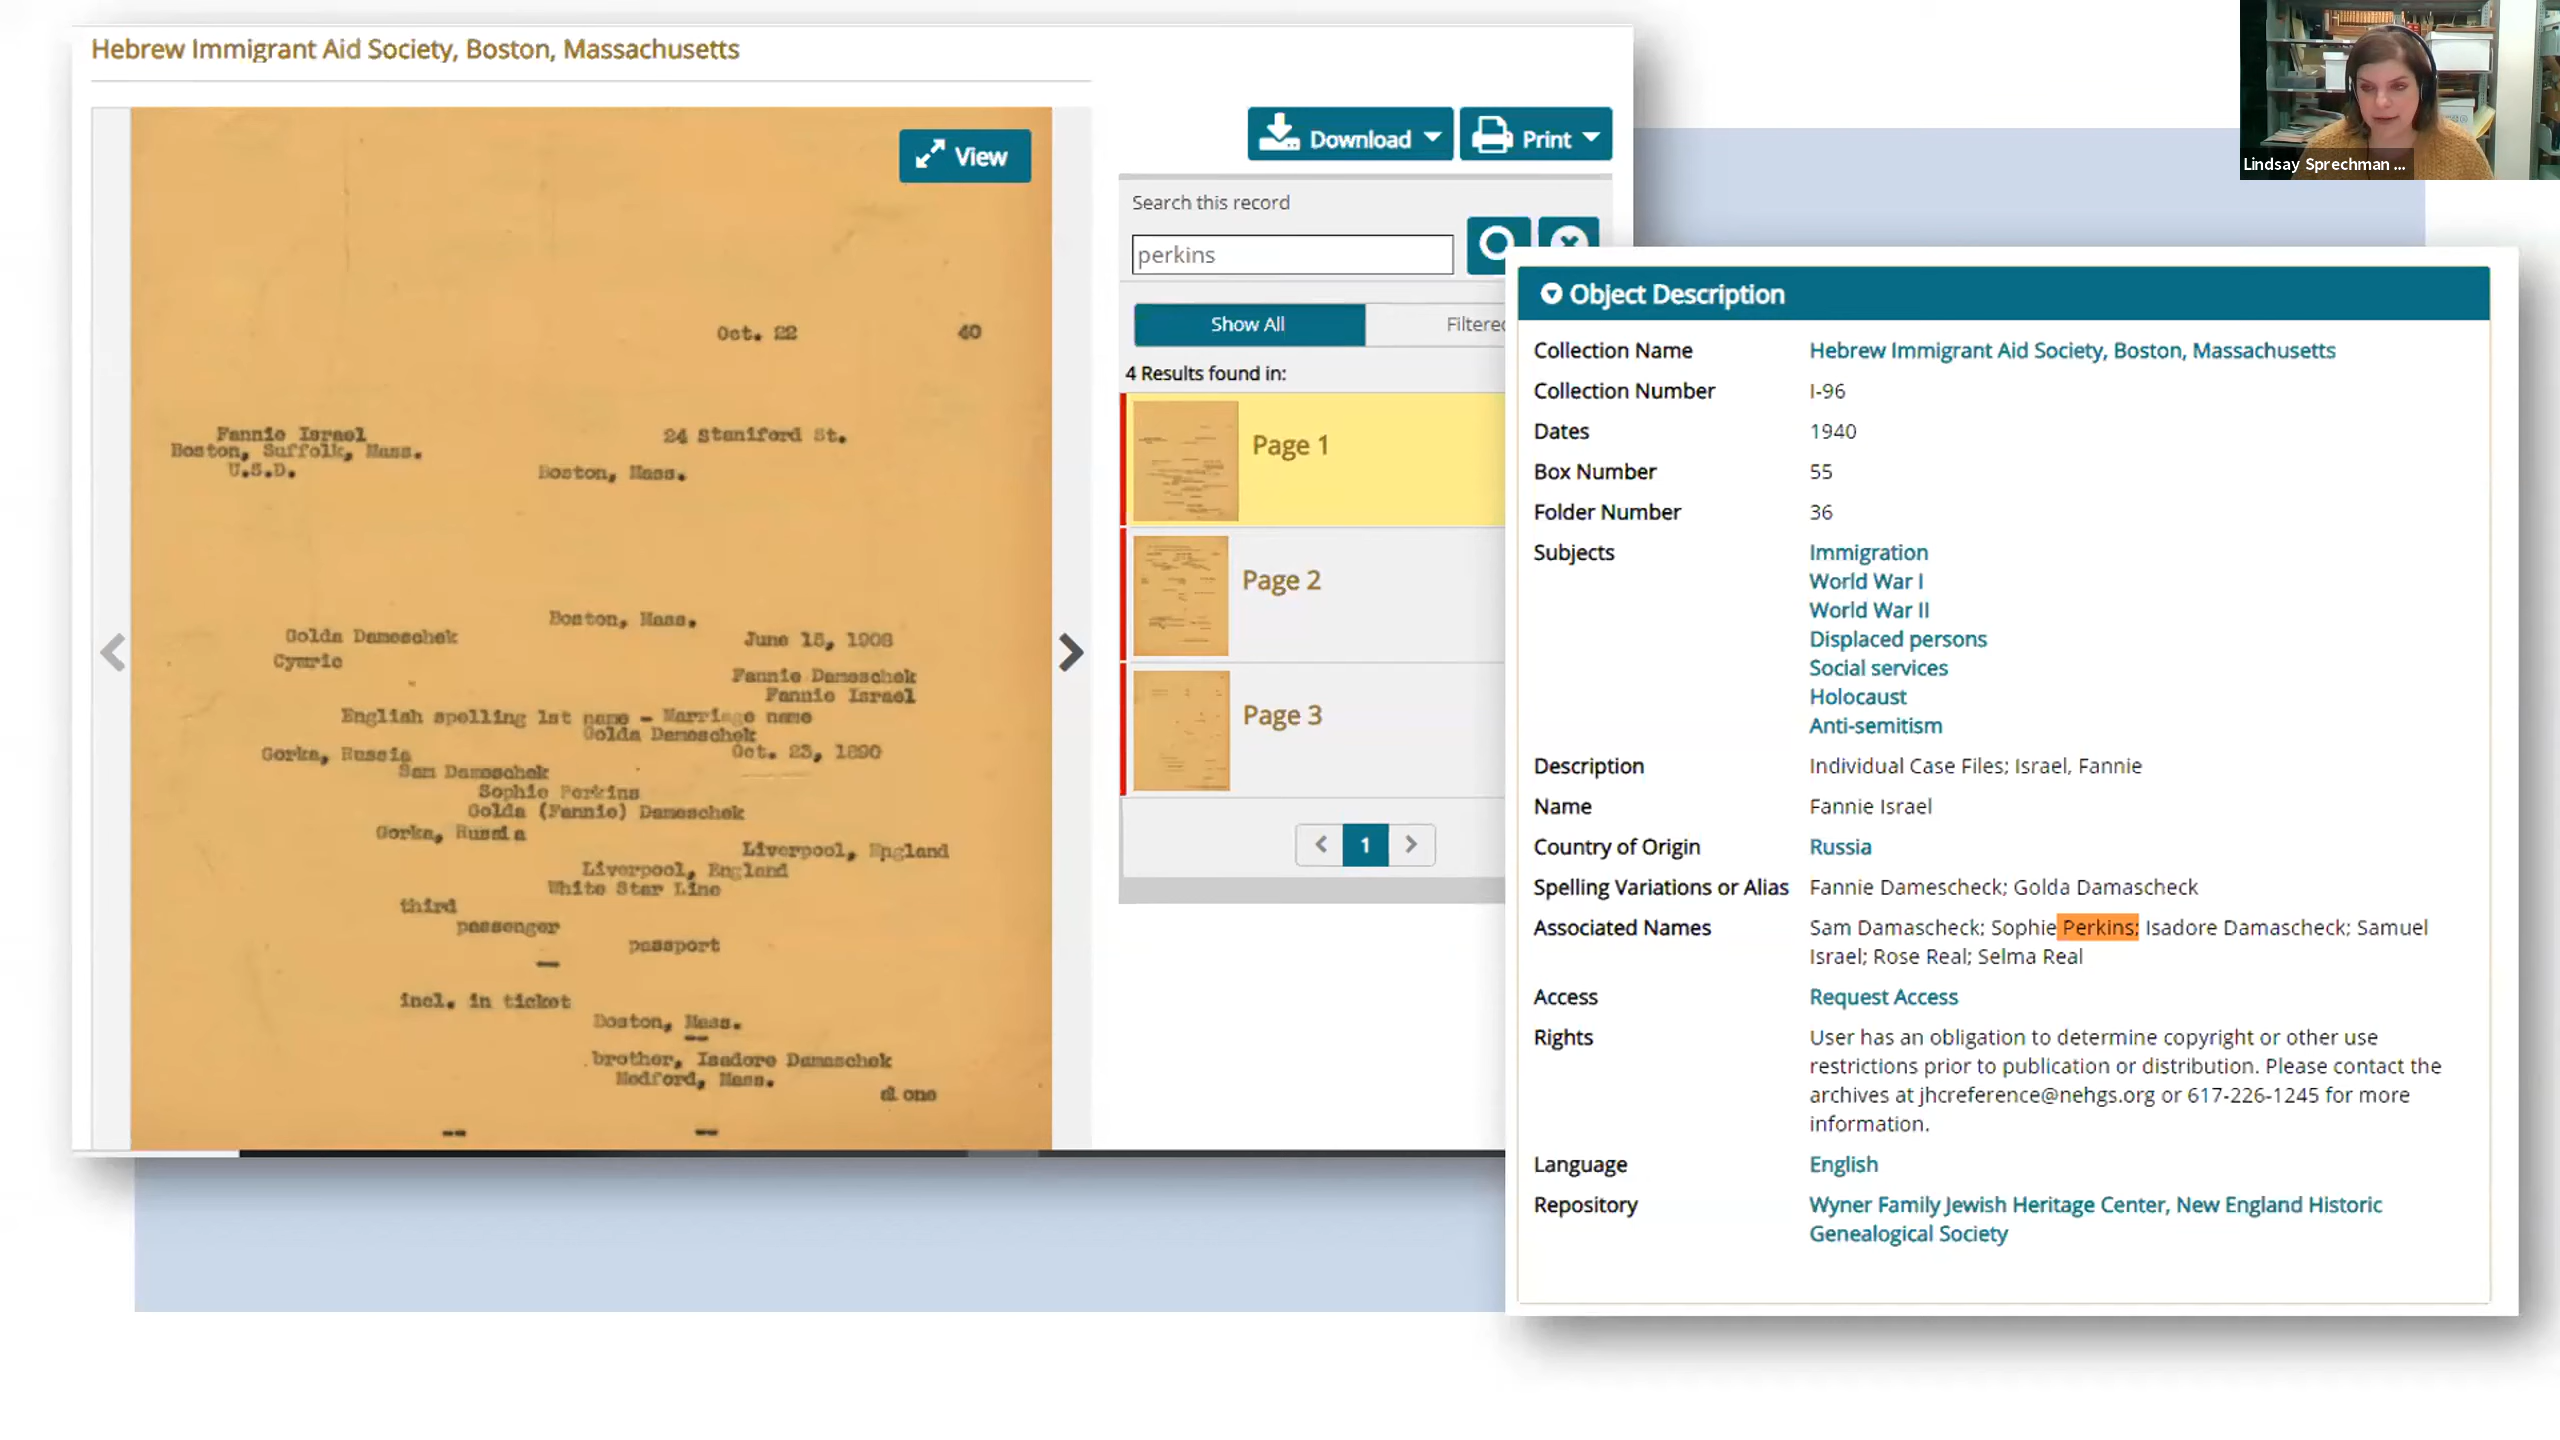 Hebrew Immigrant Aid Society, Boston, Massachusetts
View
Oct. 22 40
Fannie Israel 24 Staniford St.
Boston, Suffolk, Mass.
U.S.D.
Boston, Mass.
Boston, Mass.
Golda Dameschek June 15, 1908
Cymric
Fannie Dameschek
Fannie Israel
English spelling 1st name - Marriage name
Golda Dameschek
Gorka, Russia Oct. 23, 1890
Sam Dameschek
Sophie Perkins
Golda (Fannie) Dameschek
Gorka, Russia
Liverpool, England
Liverpool, England
White Star Line
third
passenger
passport
--
incl. in ticket
Boston, Mass.
--
brother, Isadore Damaschek
Medford, Mass.
d one
-- --
Download Print
Search this record
perkins
Show All Filtered
4 Results found in:
Page 1
Page 2
Page 3
1
Object Description
Collection Name Hebrew Immigrant Aid Society, Boston, Massachusetts
Collection Number I-96
Dates 1940
Box Number 55
Folder Number 36
Subjects Immigration
World War I
World War II
Displaced persons
Social services
Holocaust
Anti-semitism
Description Individual Case Files; Israel, Fannie
Name Fannie Israel
Country of Origin Russia
Spelling Variations or Alias Fannie Damescheck; Golda Damascheck
Associated Names Sam Damascheck; Sophie Perkins; Isadore Damascheck; Samuel
Israel; Rose Real; Selma Real
Access Request Access
Rights User has an obligation to determine copyright or other use
restrictions prior to publication or distribution. Please contact the
archives at jhcreference@nehgs.org or 617-226-1245 for more
information.
Language English
Repository Wyner Family Jewish Heritage Center, New England Historic
Genealogical Society
Lindsay Sprechman ...